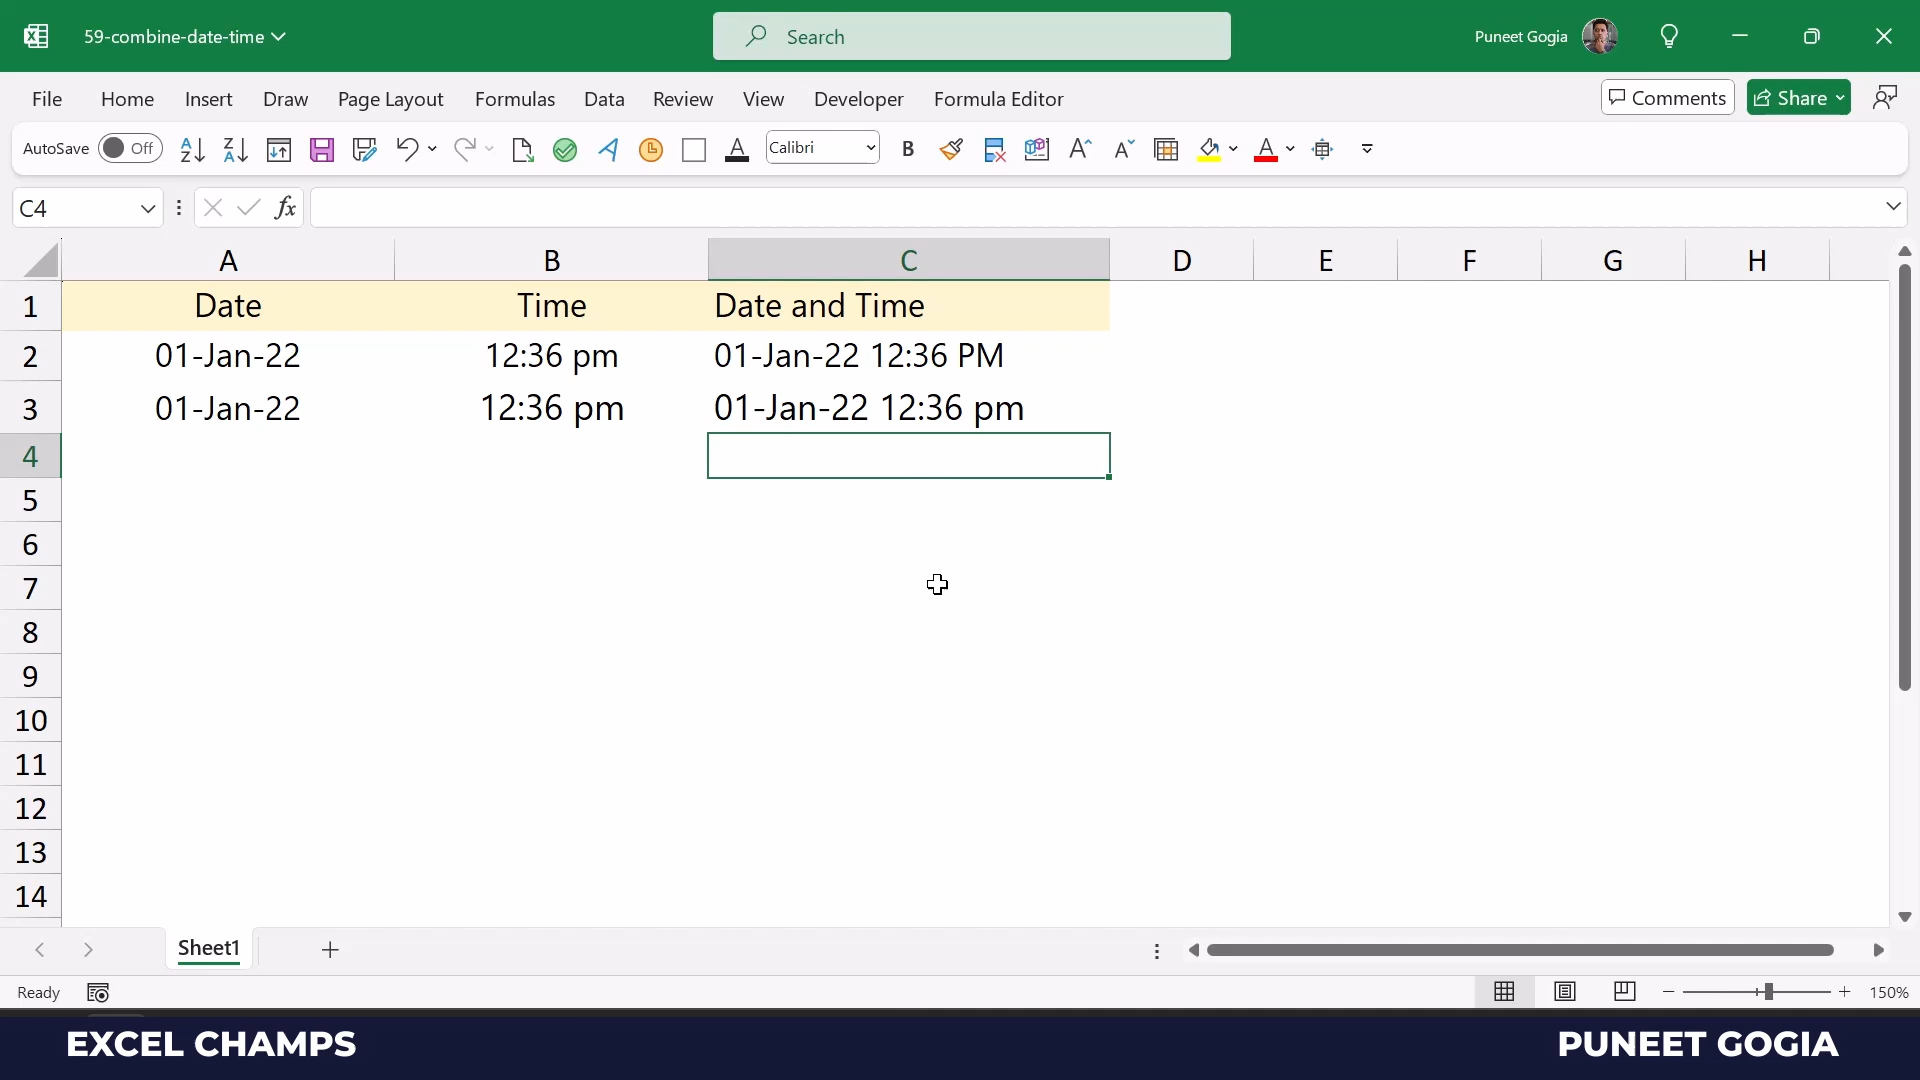 59-combine-date-time
Search
Puneet Gogia
File Home Insert Draw Page Layout Formulas Data Review View Developer Formula Editor
Comments Share
AutoSave Off Calibri B
C4 fx
A B C D E F G H
1 Date Time Date and Time
2 01-Jan-22 12:36 pm 01-Jan-22 12:36 PM
3 01-Jan-22 12:36 pm 01-Jan-22 12:36 pm
4
5
6
7
8
9
10
11
12
13
14
Sheet1
Ready 150%
EXCEL CHAMPS PUNEET GOGIA